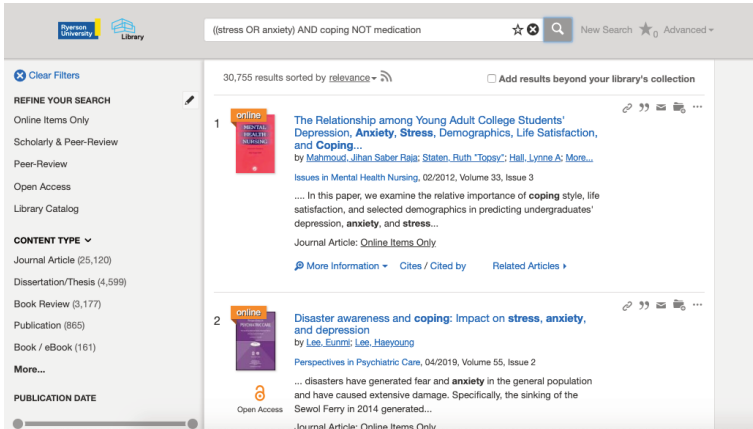 Ryerson
University
Library
((stress OR anxiety) AND coping NOT medication
New Search
0
Advanced
Clear Filters
REFINE YOUR SEARCH
Online Items Only
Scholarly & Peer-Review
Peer-Review
Open Access
Library Catalog
CONTENT TYPE
Journal Article (25,120)
Dissertation/Thesis (4,599)
Book Review (3,177)
Publication (865)
Book / eBook (161)
More...
PUBLICATION DATE
30,755 results sorted by relevance
Add results beyond your library's collection
1
online
MENTAL
HEALTH
NURSING
The Relationship among Young Adult College Students'
Depression, Anxiety, Stress, Demographics, Life Satisfaction,
and Coping...
by Mahmoud, Jihan Saber Raja; Staten, Ruth "Topsy"; Hall, Lynne A; More...
Issues in Mental Health Nursing, 02/2012, Volume 33, Issue 3
.... In this paper, we examine the relative importance of coping style, life
satisfaction, and selected demographics in predicting undergraduates'
depression, anxiety, and stress...
Journal Article: Online Items Only
More Information
Cites / Cited by
Related Articles
2
online
PSYCHIATRIC CARE
Open Access
Disaster awareness and coping: Impact on stress, anxiety,
and depression
by Lee, Eunmi; Lee, Haeyoung
Perspectives in Psychiatric Care, 04/2019, Volume 55, Issue 2
... disasters have generated fear and anxiety in the general population
and have caused extensive damage. Specifically, the sinking of the
Sewol Ferry in 2014 generated...
Journal Article: Online Items Only